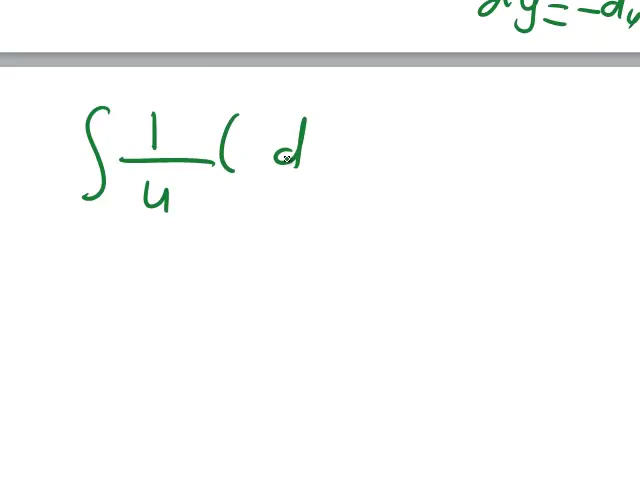 dy = -du
∫ 1/u ( d